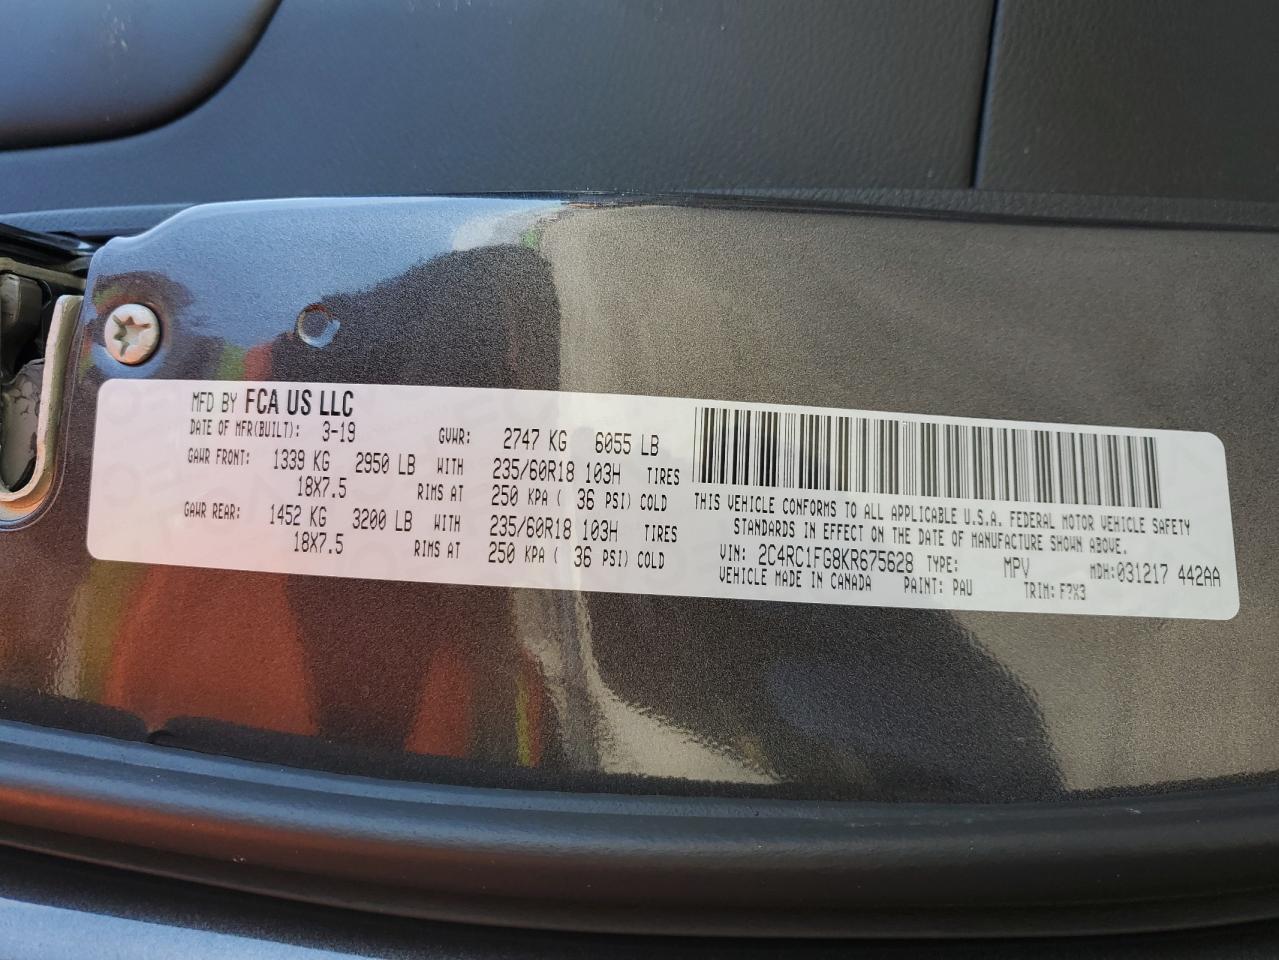 MFD BY FCA US LLC
DATE OF MFR(BUILT): 3-19 GVWR: 2747 KG 6055 LB
GAWR FRONT: 1339 KG 2950 LB WITH 235/60R18 103H TIRES
18X7.5 RIMS AT 250 KPA ( 36 PSI) COLD
GAWR REAR: 1452 KG 3200 LB WITH 235/60R18 103H TIRES
18X7.5 RIMS AT 250 KPA ( 36 PSI) COLD
THIS VEHICLE CONFORMS TO ALL APPLICABLE U.S.A. FEDERAL MOTOR VEHICLE SAFETY
STANDARDS IN EFFECT ON THE DATE OF MANUFACTURE SHOWN ABOVE.
VIN: 2C4RC1FG8KR675628 TYPE: MPV MDH: 031217 442AA
VEHICLE MADE IN CANADA PAINT: PAU TRIM: F?X3